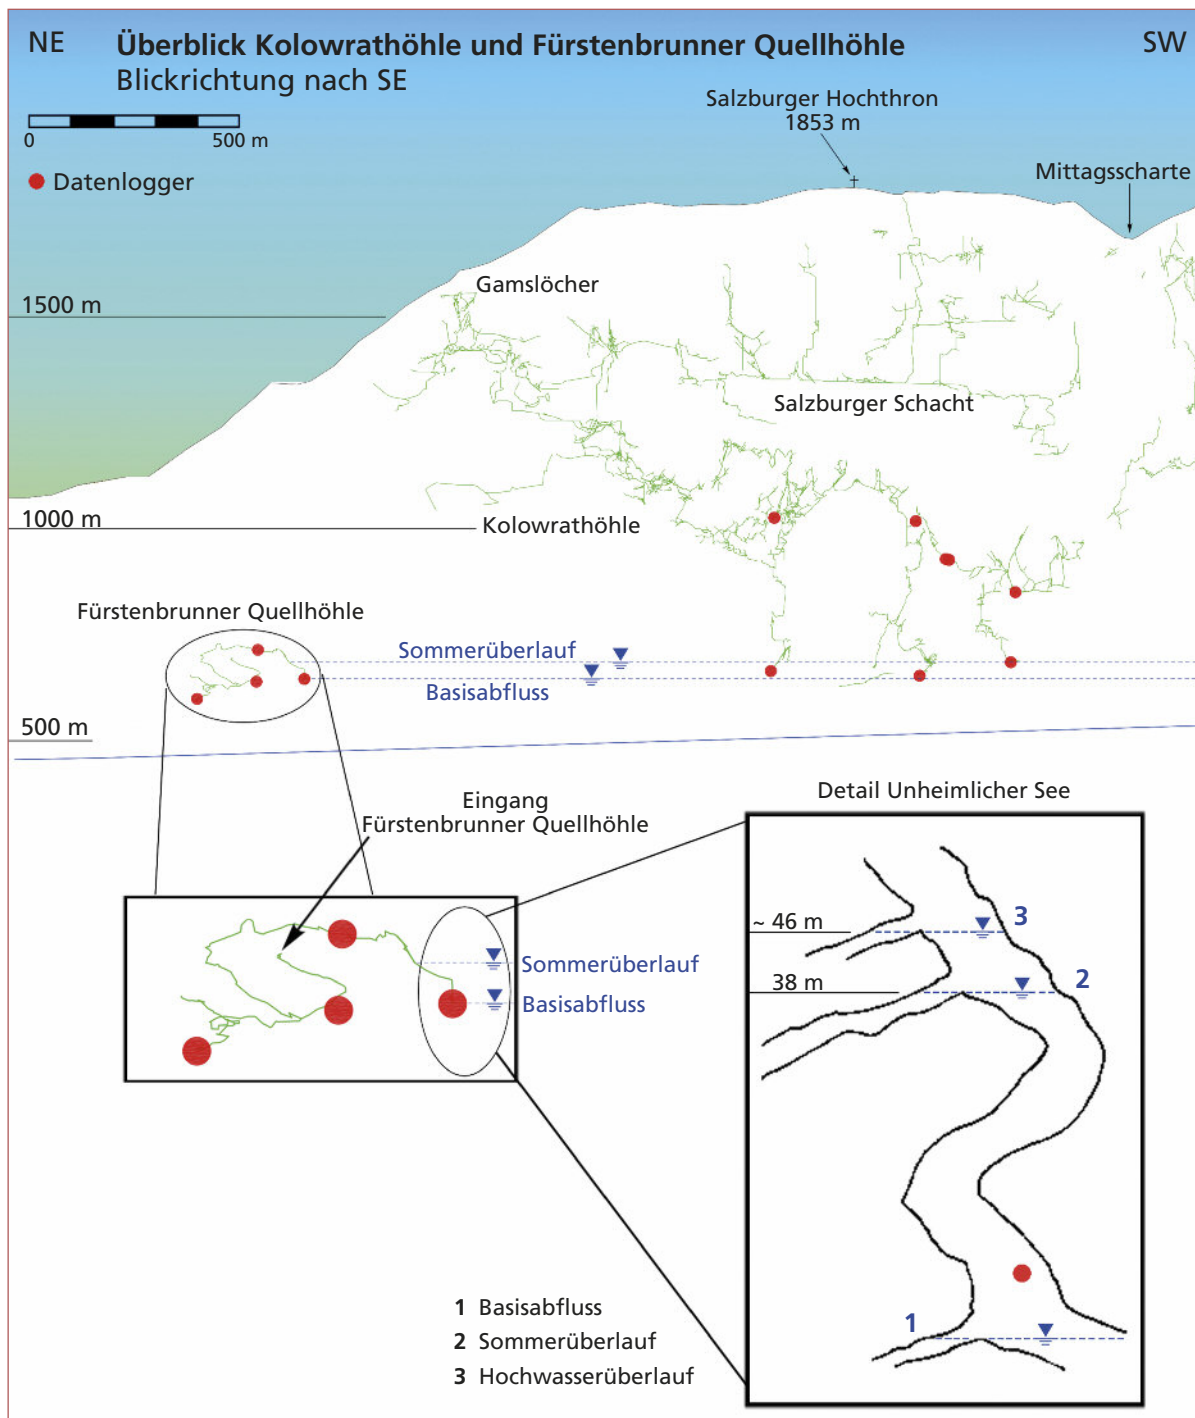 NE
Überblick Kolowrathöhle und Fürstenbrunner Quellhöhle
SW
Blickrichtung nach SE
0
500 m
Datenlogger
Salzburger Hochthron
1853 m
Mittagsscharte
Gamslöcher
1500 m
Salzburger Schacht
1000 m
Kolowrathöhle
Fürstenbrunner Quellhöhle
Sommerüberlauf
Basisabfluss
500 m
Eingang
Fürstenbrunner Quellhöhle
Detail Unheimlicher See
~ 46 m
3
38 m
2
Sommerüberlauf
Basisabfluss
1
1 Basisabfluss
2 Sommerüberlauf
3 Hochwasserüberlauf